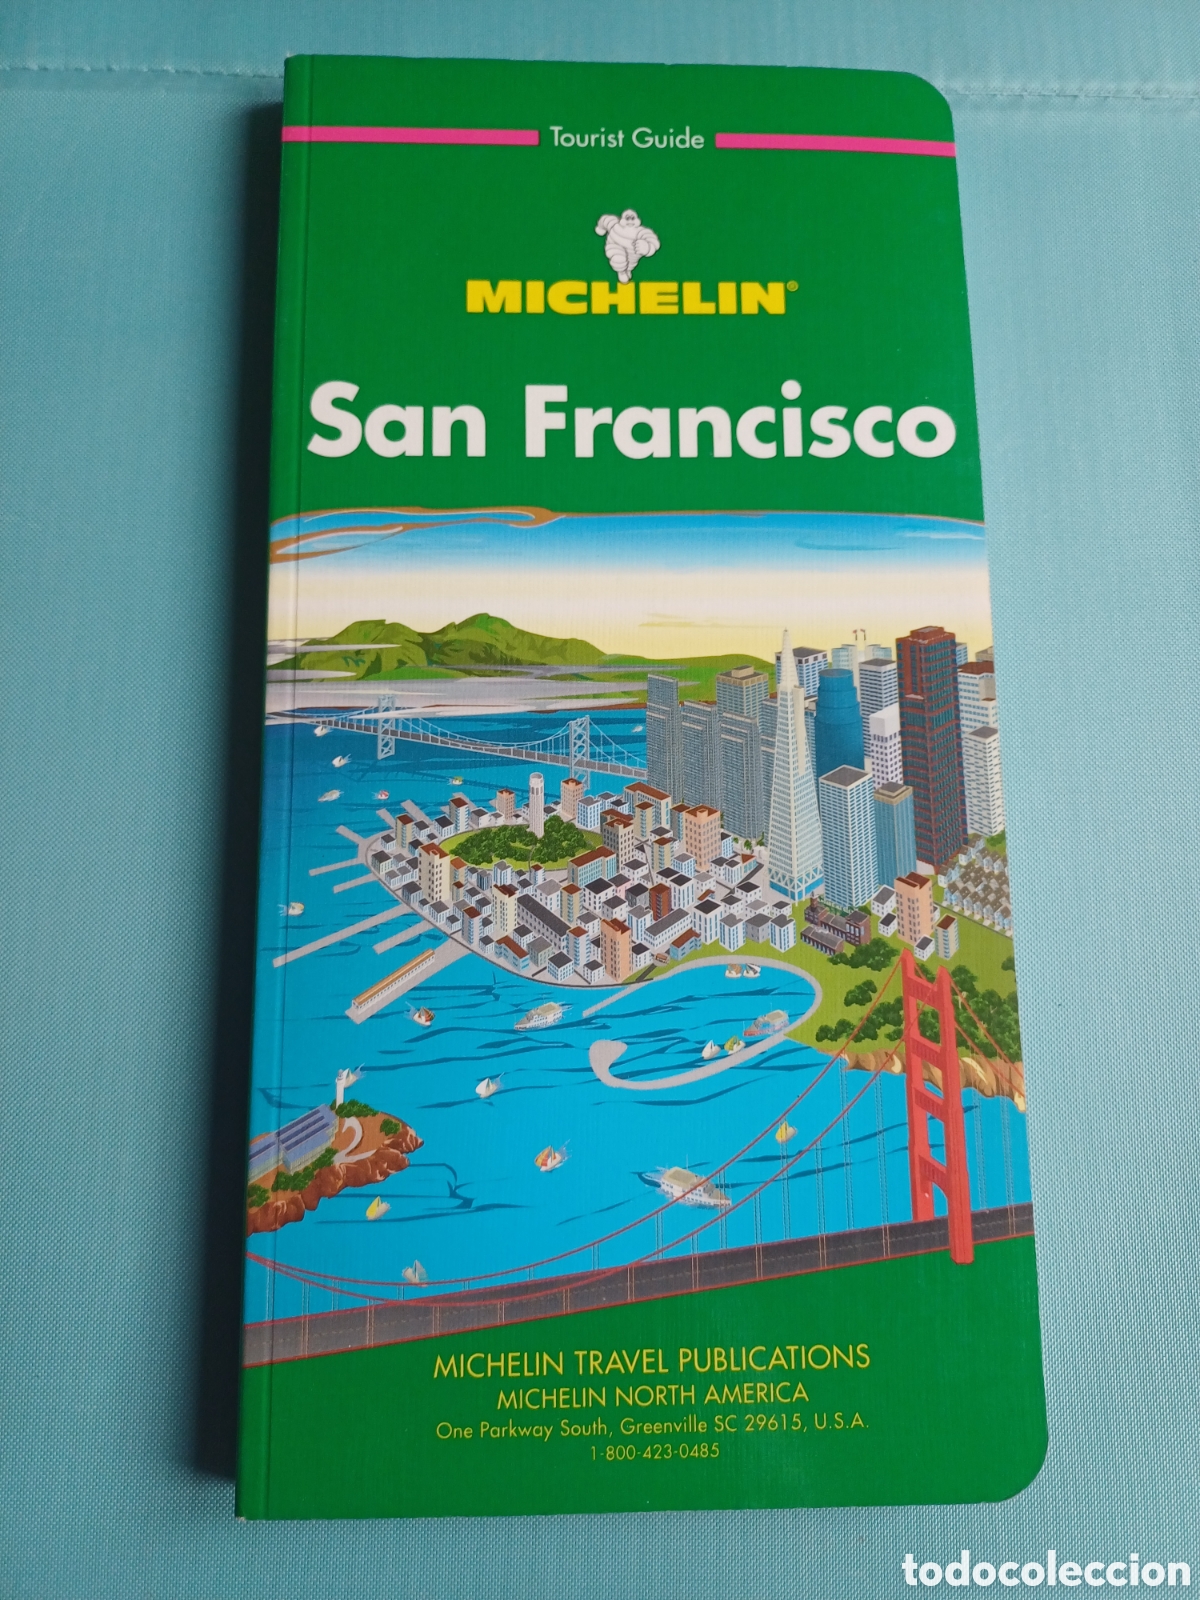 Tourist Guide
MICHELIN®
San Francisco
MICHELIN TRAVEL PUBLICATIONS
MICHELIN NORTH AMERICA
One Parkway South, Greenville SC 29615, U.S.A.
1-800-423-0485
todocoleccion